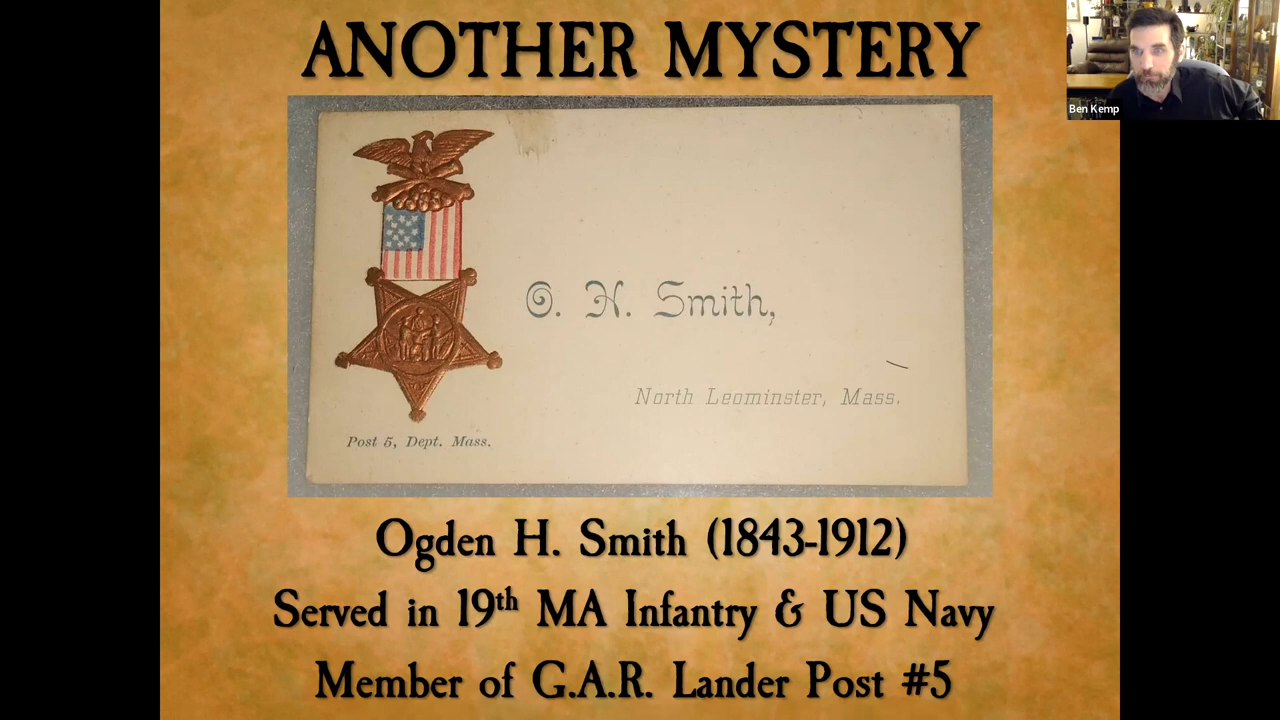 ANOTHER MYSTERY
Ben Kemp
O. H. Smith,
North Leominster, Mass.
Post 5, Dept. Mass.
Ogden H. Smith (1843-1912)
Served in 19th MA Infantry & US Navy
Member of G.A.R. Lander Post #5